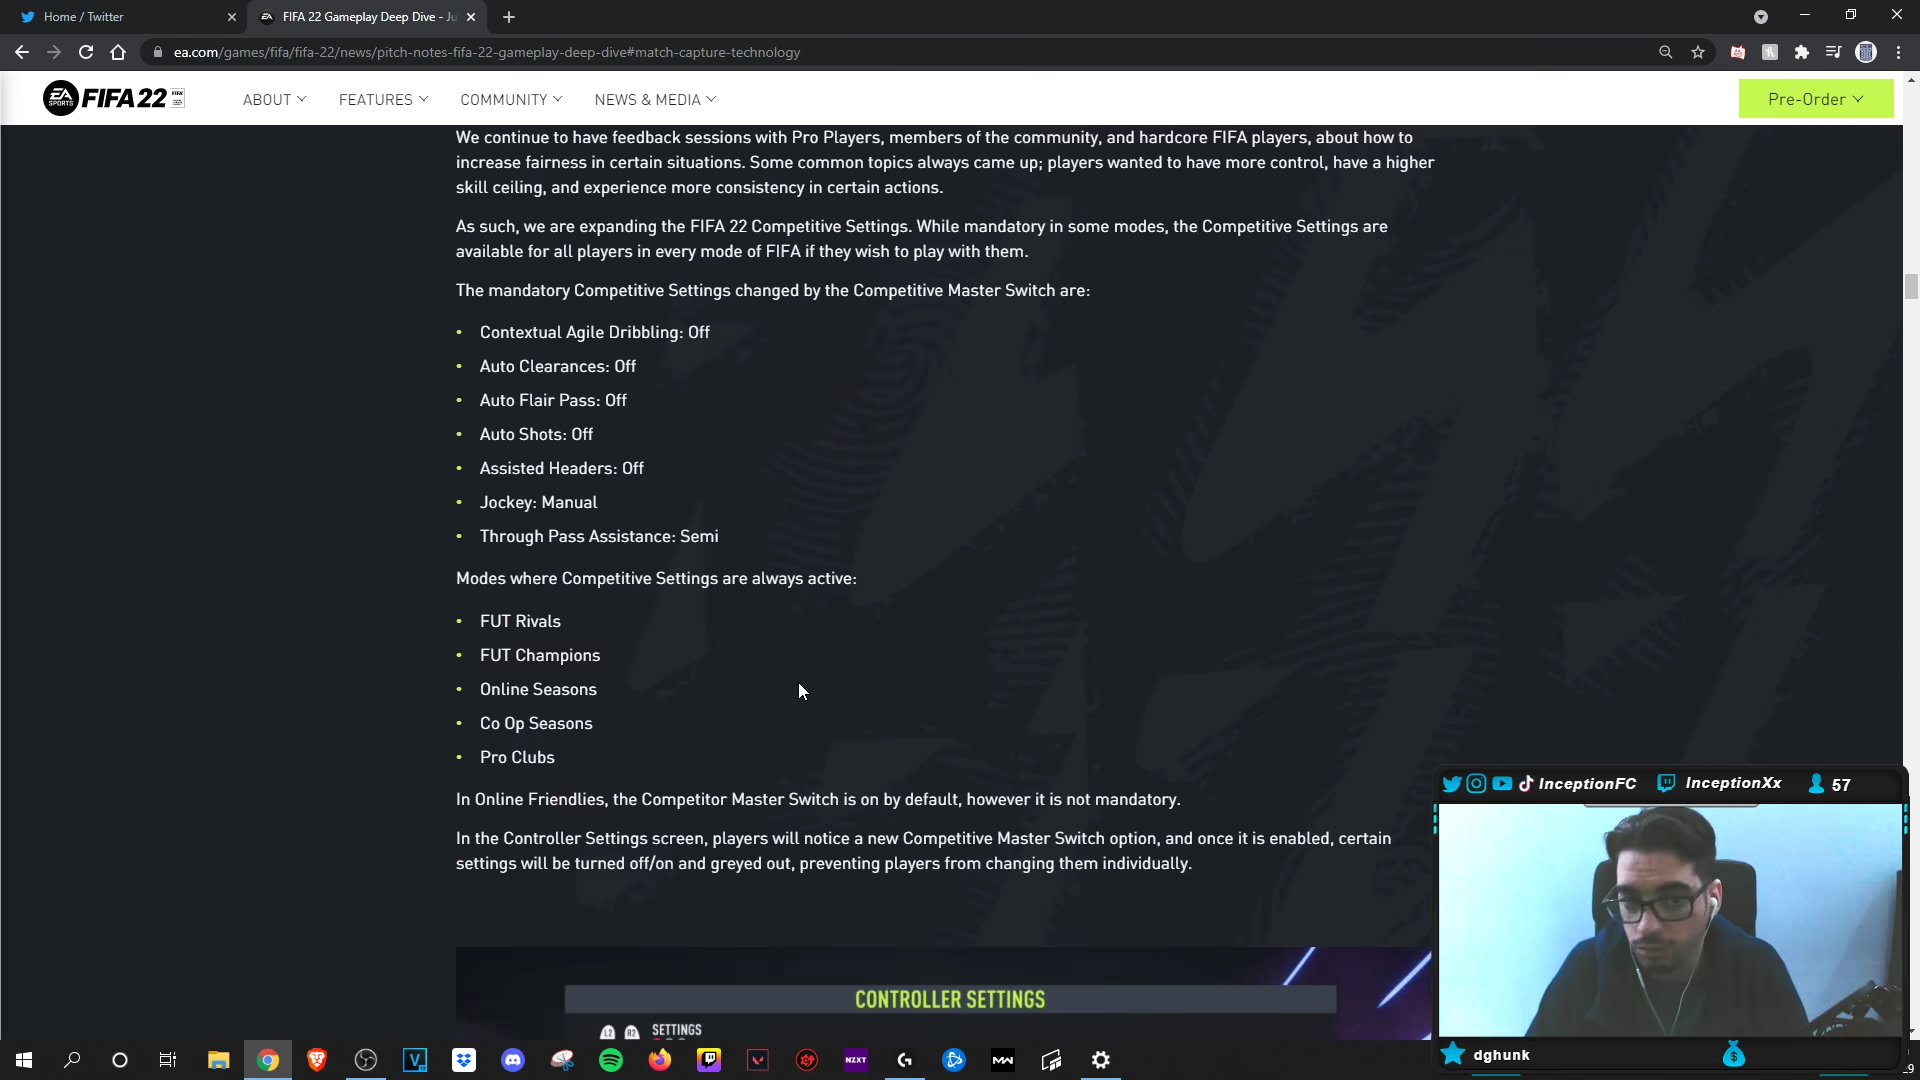 Home / Twitter
FIFA 22 Gameplay Deep Dive - Ju
ea.com/games/fifa/fifa-22/news/pitch-notes-fifa-22-gameplay-deep-dive#match-capture-technology
EA SPORTS FIFA 22
ABOUT
FEATURES
COMMUNITY
NEWS & MEDIA
Pre-Order
We continue to have feedback sessions with Pro Players, members of the community, and hardcore FIFA players, about how to
increase fairness in certain situations. Some common topics always came up; players wanted to have more control, have a higher
skill ceiling, and experience more consistency in certain actions.
As such, we are expanding the FIFA 22 Competitive Settings. While mandatory in some modes, the Competitive Settings are
available for all players in every mode of FIFA if they wish to play with them.
The mandatory Competitive Settings changed by the Competitive Master Switch are:
• Contextual Agile Dribbling: Off
• Auto Clearances: Off
• Auto Flair Pass: Off
• Auto Shots: Off
• Assisted Headers: Off
• Jockey: Manual
• Through Pass Assistance: Semi
Modes where Competitive Settings are always active:
• FUT Rivals
• FUT Champions
• Online Seasons
• Co Op Seasons
• Pro Clubs
In Online Friendlies, the Competitor Master Switch is on by default, however it is not mandatory.
In the Controller Settings screen, players will notice a new Competitive Master Switch option, and once it is enabled, certain
settings will be turned off/on and greyed out, preventing players from changing them individually.
CONTROLLER SETTINGS
L2 R2 SETTINGS
InceptionFC InceptionXx 57
dghunk
NZXT
MW